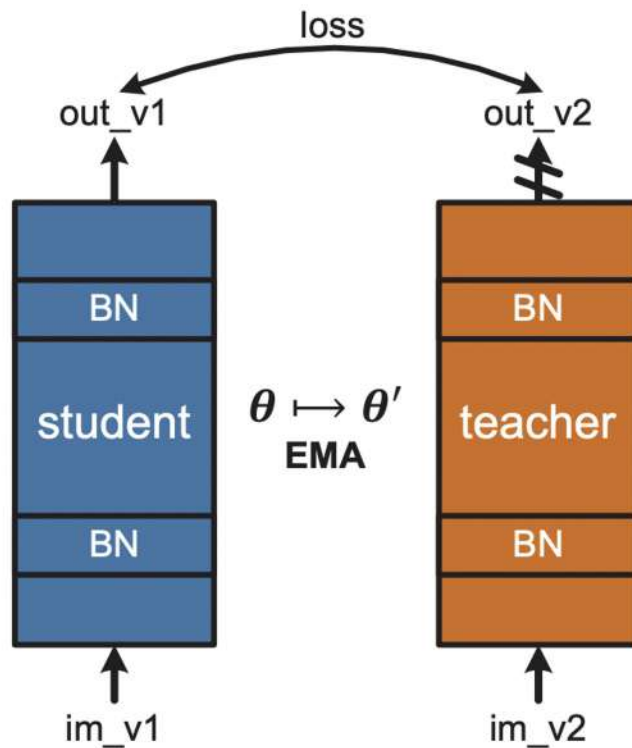 loss
out_v1 out_v2
BN BN
student θ ⟼ θ′ teacher
EMA
BN BN
im_v1 im_v2